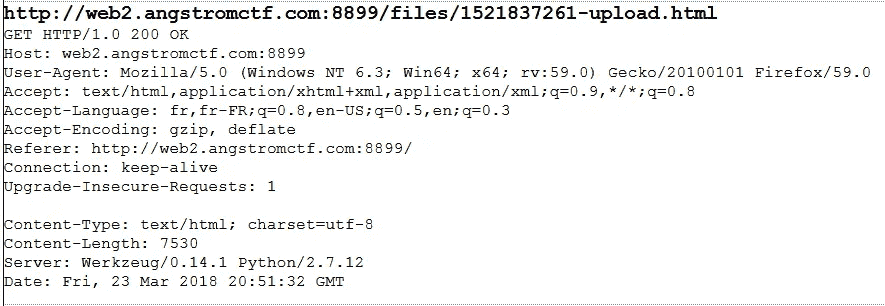 http://web2.angstromctf.com:8899/files/1521837261-upload.html
GET HTTP/1.0 200 OK
Host: web2.angstromctf.com:8899
User-Agent: Mozilla/5.0 (Windows NT 6.3; Win64; x64; rv:59.0) Gecko/20100101 Firefox/59.0
Accept: text/html,application/xhtml+xml,application/xml;q=0.9,*/*;q=0.8
Accept-Language: fr,fr-FR;q=0.8,en-US;q=0.5,en;q=0.3
Accept-Encoding: gzip, deflate
Referer: http://web2.angstromctf.com:8899/
Connection: keep-alive
Upgrade-Insecure-Requests: 1
Content-Type: text/html; charset=utf-8
Content-Length: 7530
Server: Werkzeug/0.14.1 Python/2.7.12
Date: Fri, 23 Mar 2018 20:51:32 GMT